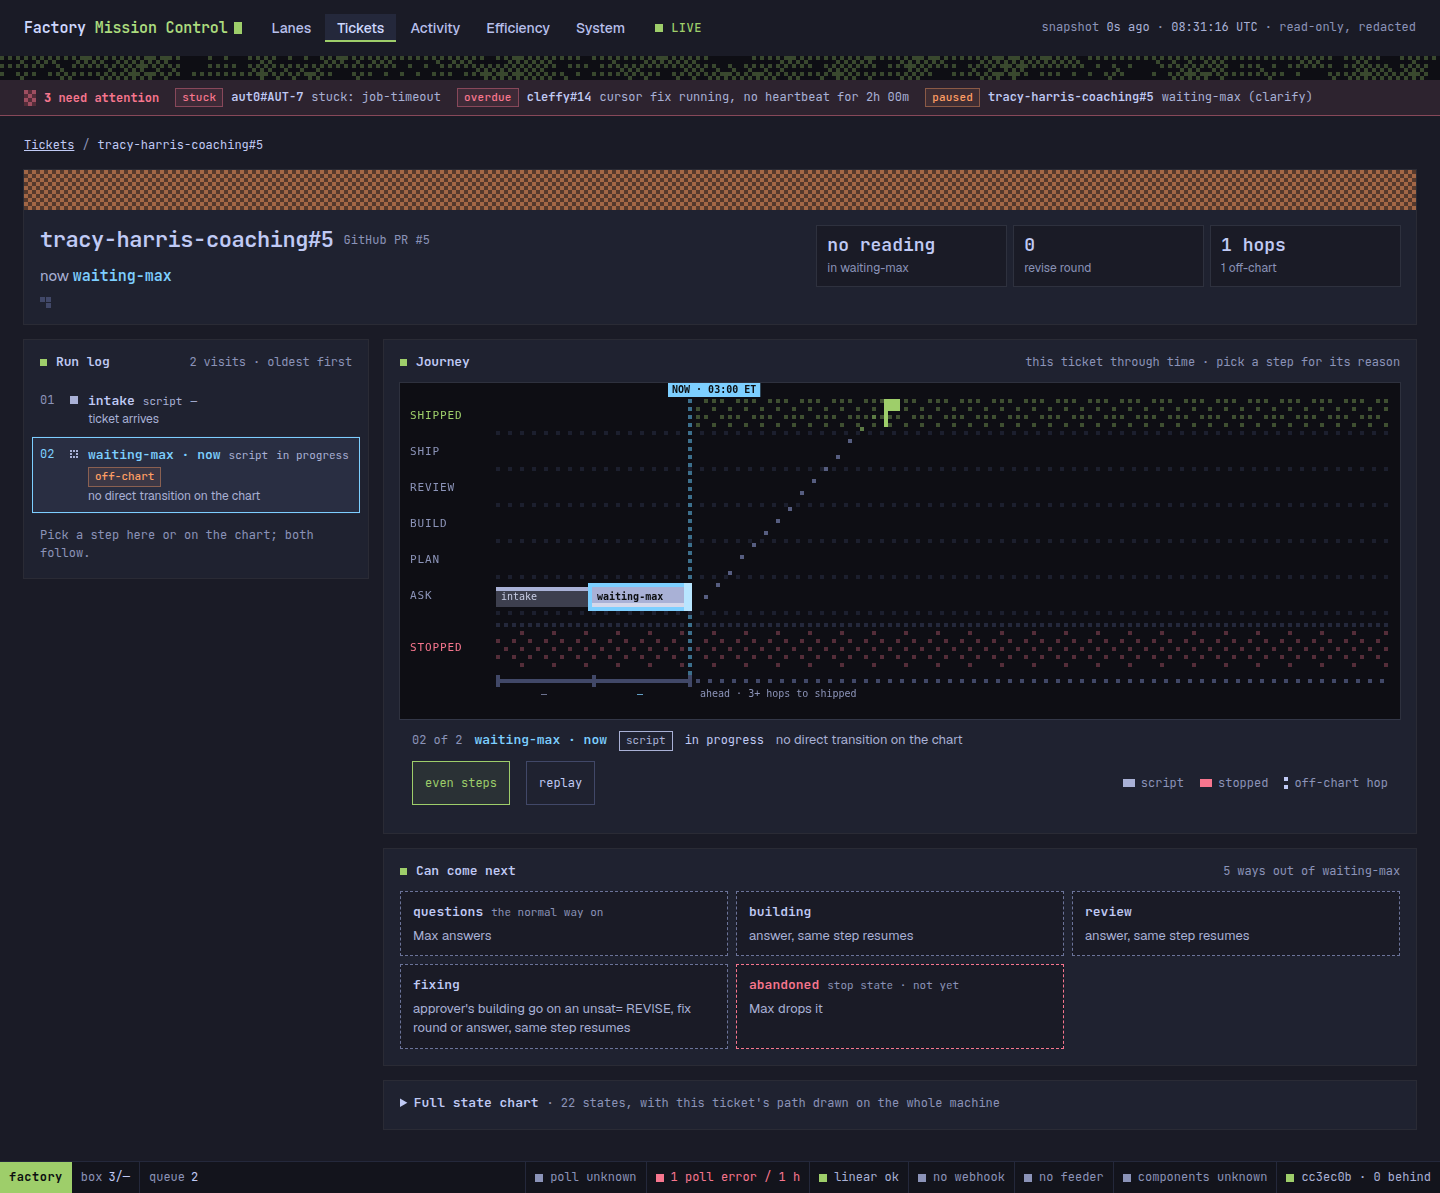 Factory Mission Control
Lanes Tickets Activity Efficiency System LIVE
snapshot 0s ago · 08:31:16 UTC · read-only, redacted
3 need attention stuck aut0#AUT-7 stuck: job-timeout overdue cleffy#14 cursor fix running, no heartbeat for 2h 00m paused tracy-harris-coaching#5 waiting-max (clarify)
Tickets / tracy-harris-coaching#5
tracy-harris-coaching#5 GitHub PR #5
now waiting-max
no reading
in waiting-max
0
revise round
1 hops
1 off-chart
Run log 2 visits · oldest first
01 intake script —
ticket arrives
02 waiting-max · now script in progress
off-chart
no direct transition on the chart
Pick a step here or on the chart; both
follow.
Journey this ticket through time · pick a step for its reason
NOW · 03:00 ET
SHIPPED
SHIP
REVIEW
BUILD
PLAN
ASK intake waiting-max
STOPPED
— — ahead · 3+ hops to shipped
02 of 2 waiting-max · now script in progress no direct transition on the chart
even steps replay script stopped off-chart hop
Can come next 5 ways out of waiting-max
questions the normal way on
Max answers
building
answer, same step resumes
review
answer, same step resumes
fixing
approver's building go on an unsat= REVISE, fix
round or answer, same step resumes
abandoned stop state · not yet
Max drops it
Full state chart · 22 states, with this ticket's path drawn on the whole machine
factory box 3/— queue 2 poll unknown 1 poll error / 1 h linear ok no webhook no feeder components unknown cc3ec0b · 0 behind